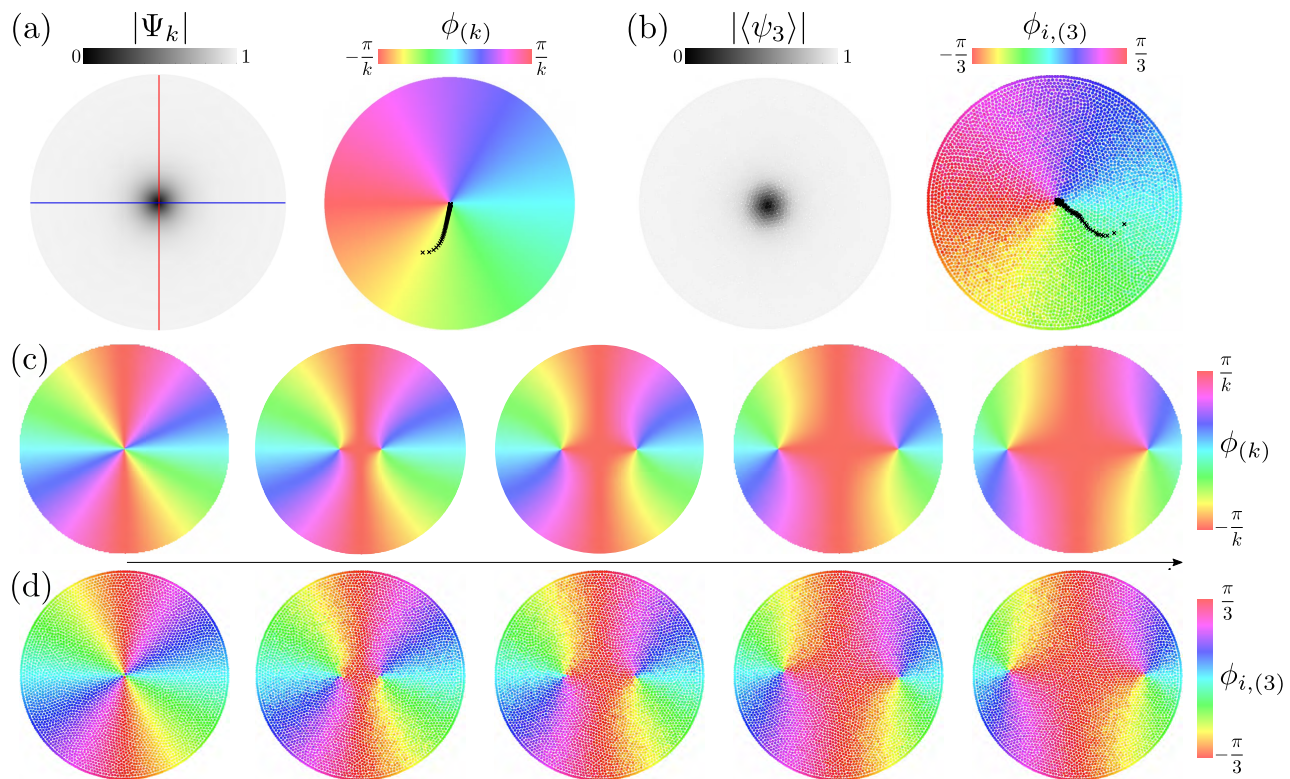 (a) |Ψ_k| ϕ_(k) (b) |⟨ψ_3⟩| ϕ_{i,(3)}
0 1 −π/k π/k 0 1 −π/3 π/3
(c)
π/k
ϕ_(k)
−π/k
(d)
π/3
ϕ_{i,(3)}
−π/3